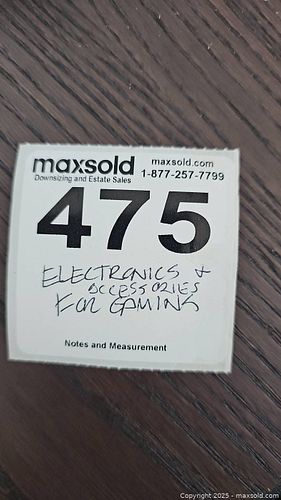 maxsold maxsold.com
Downsizing and Estate Sales 1-877-257-7799
475
ELECTRONICS +
ACCESSORIES
FOR GAMING
Notes and Measurement
Copyright 2025 - maxsold.com